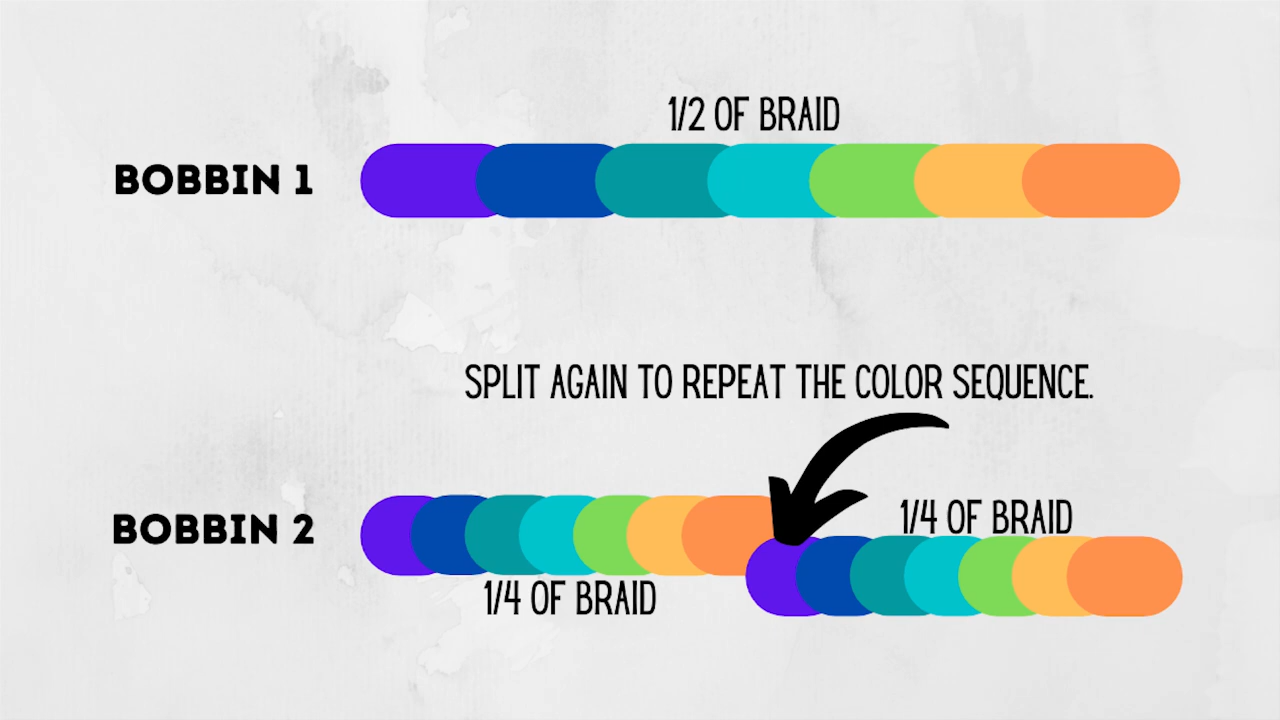 1/2 OF BRAID
BOBBIN 1
SPLIT AGAIN TO REPEAT THE COLOR SEQUENCE.
1/4 OF BRAID
BOBBIN 2
1/4 OF BRAID